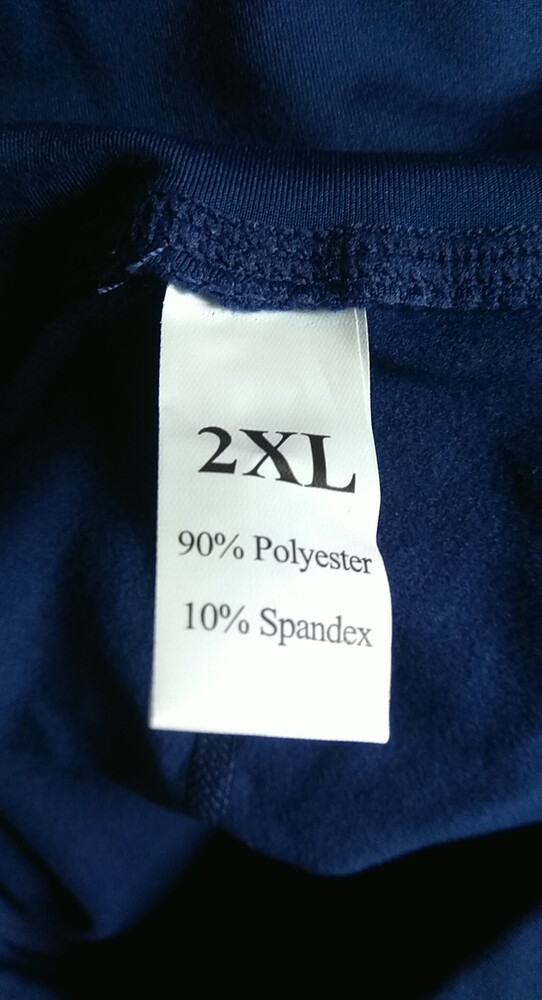 2XL
90% Polyester
10% Spandex